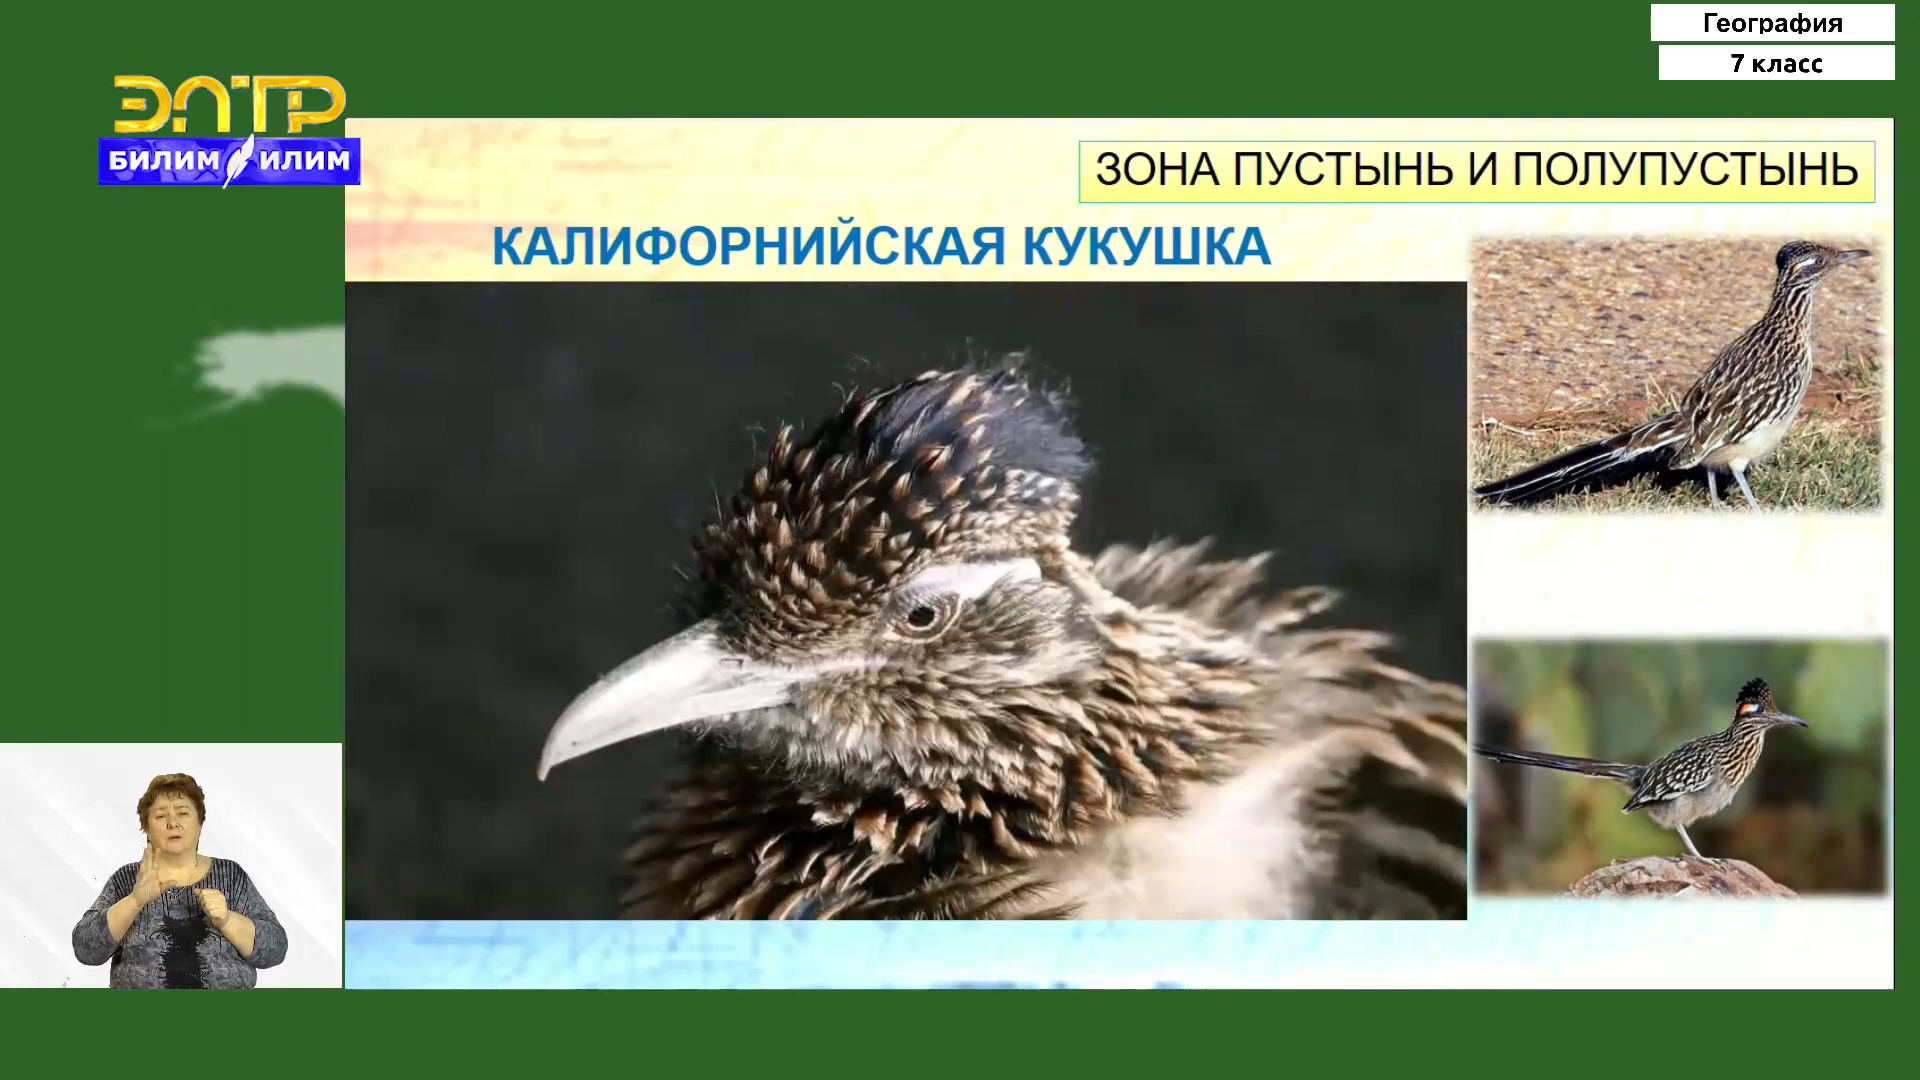 География
7 класс
ЭЛТР
БИЛИМ ИЛИМ
ЗОНА ПУСТЫНЬ И ПОЛУПУСТЫНЬ
КАЛИФОРНИЙСКАЯ КУКУШКА